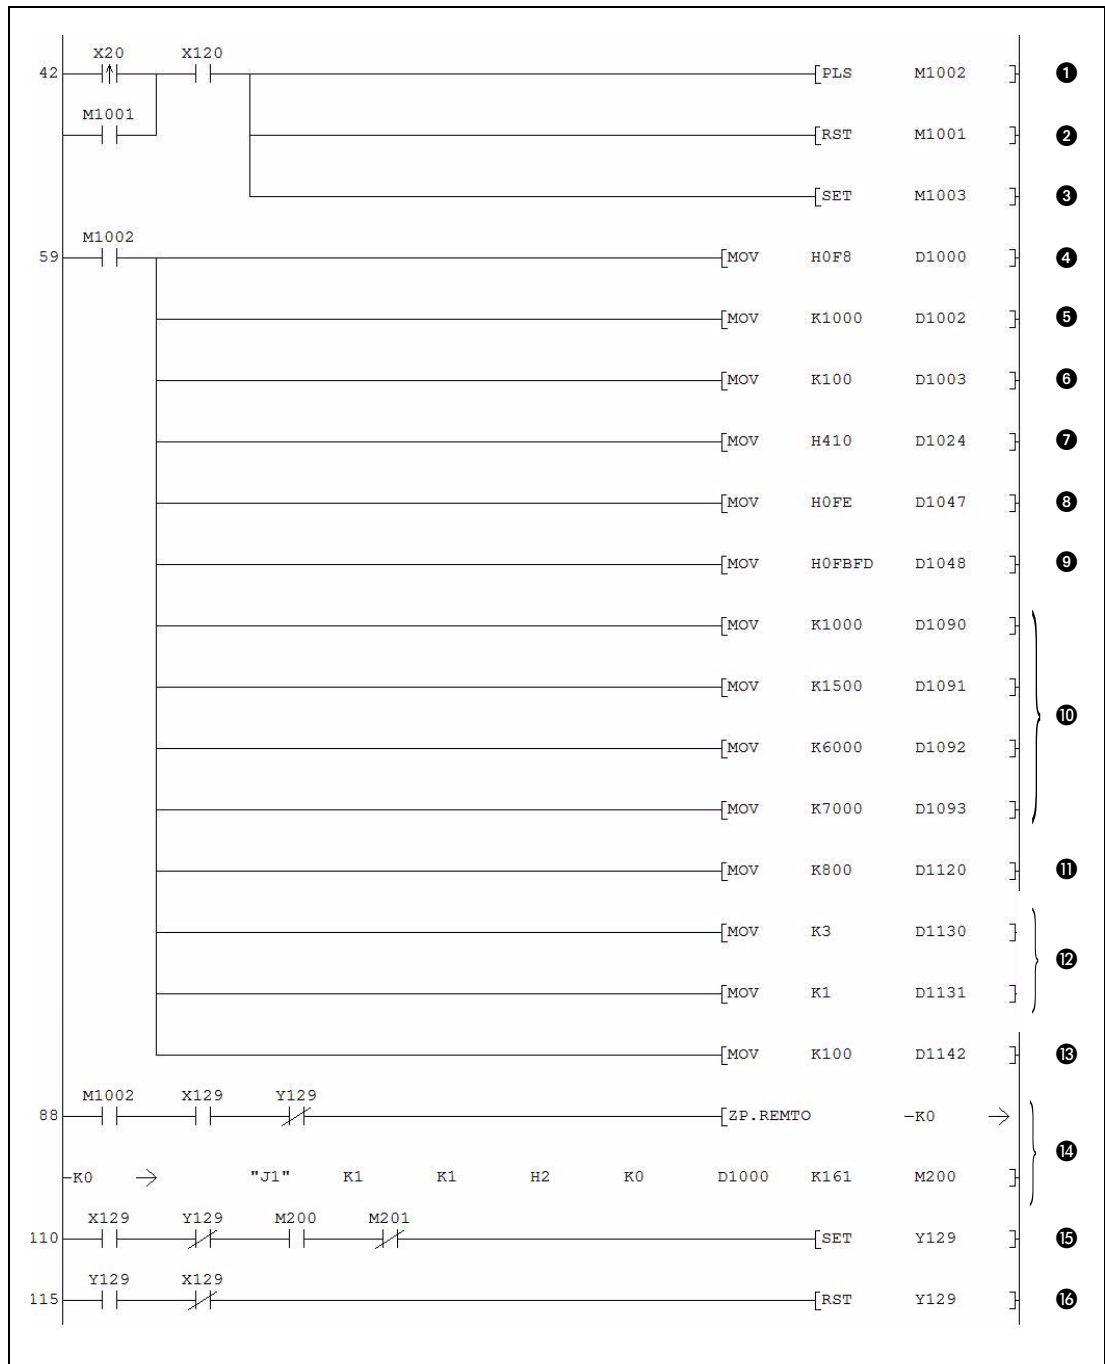 X20 X120
42 [PLS M1002 ] ❶
M1001
[RST M1001 ] ❷
[SET M1003 ] ❸
M1002
59 [MOV H0F8 D1000 ] ❹
[MOV K1000 D1002 ] ❺
[MOV K100 D1003 ] ❻
[MOV H410 D1024 ] ❼
[MOV H0FE D1047 ] ❽
[MOV H0FBFD D1048 ] ❾
[MOV K1000 D1090 ]
[MOV K1500 D1091 ]
❿
[MOV K6000 D1092 ]
[MOV K7000 D1093 ]
[MOV K800 D1120 ] ⓫
[MOV K3 D1130 ]
⓬
[MOV K1 D1131 ]
[MOV K100 D1142 ] ⓭
M1002 X129 Y129
88 [ZP.REMTO -K0 →
⓮
-K0 → "J1" K1 K1 H2 K0 D1000 K161 M200 ]
X129 Y129 M200 M201
110 [SET Y129 ] ⓯
Y129 X129
115 [RST Y129 ] ⓰